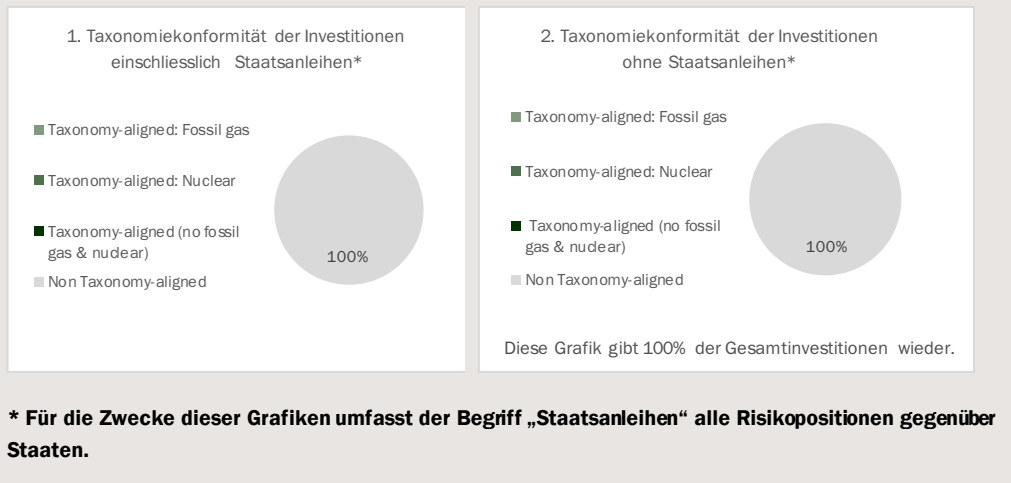 1. Taxonomiekonformität der Investitionen
einschliesslich Staatsanleihen*
Taxonomy-aligned: Fossil gas
Taxonomy-aligned: Nuclear
Taxonomy-aligned (no fossil
gas & nuclear)
Non Taxonomy-aligned
100%
2. Taxonomiekonformität der Investitionen
ohne Staatsanleihen*
Taxonomy-aligned: Fossil gas
Taxonomy-aligned: Nuclear
Taxonomy-aligned (no fossil
gas & nuclear)
Non Taxonomy-aligned
100%
Diese Grafik gibt 100% der Gesamtinvestitionen wieder.
* Für die Zwecke dieser Grafiken umfasst der Begriff „Staatsanleihen“ alle Risikopositionen gegenüber
Staaten.